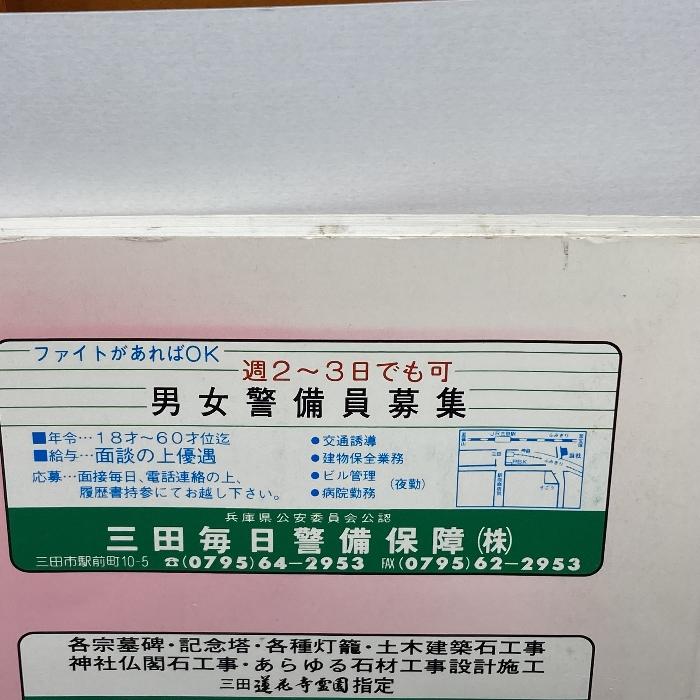 ファイトがあればOK
週2〜3日でも可
男女警備員募集
■年令…18才〜60才位迄
■給与…面談の上優遇
応募…面接毎日、電話連絡の上、
履歴書持参にてお越し下さい。
●交通誘導
●建物保全業務
●ビル管理
●病院勤務
(夜勤)
兵庫県公安委員会公認
三田毎日警備保障(株)
三田市駅前町10-5 ☎(0795)64-2953 FAX(0795)62-2953
各宗墓碑・記念塔・各種灯籠・土木建築石工事
神社仏閣石工事・あらゆる石材工事設計施工
三田蓮花寺霊園指定